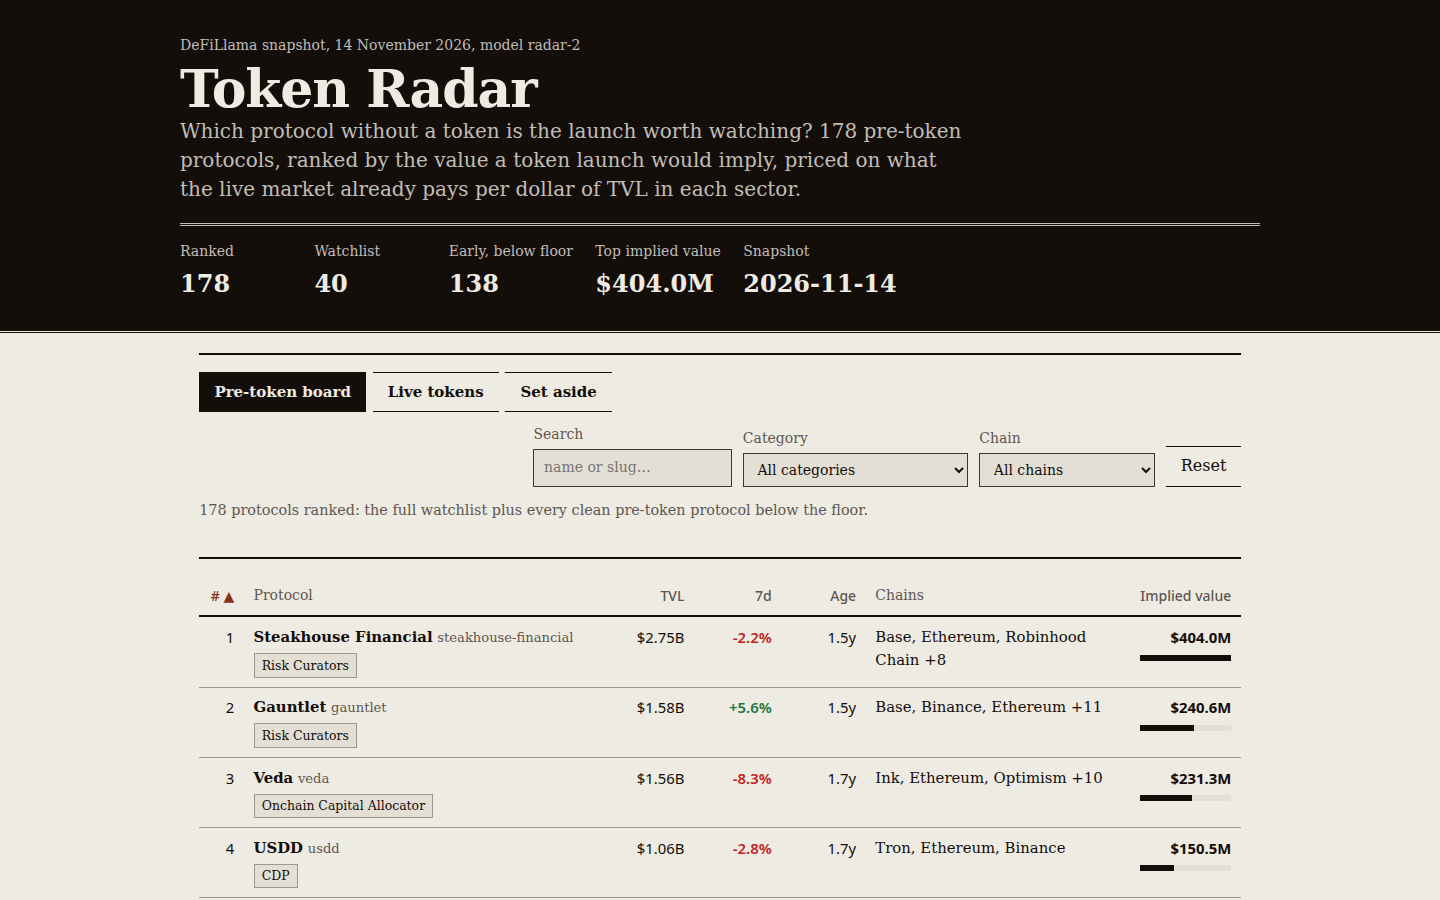 DeFiLlama snapshot, 14 November 2026, model radar-2
Token Radar
Which protocol without a token is the launch worth watching? 178 pre-token
protocols, ranked by the value a token launch would imply, priced on what
the live market already pays per dollar of TVL in each sector.
Ranked Watchlist Early, below floor Top implied value Snapshot
178 40 138 $404.0M 2026-11-14
Pre-token board Live tokens Set aside
Search Category Chain
name or slug... All categories All chains Reset
178 protocols ranked: the full watchlist plus every clean pre-token protocol below the floor.
# ▲ Protocol TVL 7d Age Chains Implied value
1 Steakhouse Financial steakhouse-financial $2.75B -2.2% 1.5y Base, Ethereum, Robinhood $404.0M
Risk Curators Chain +8
2 Gauntlet gauntlet $1.58B +5.6% 1.5y Base, Binance, Ethereum +11 $240.6M
Risk Curators
3 Veda veda $1.56B -8.3% 1.7y Ink, Ethereum, Optimism +10 $231.3M
Onchain Capital Allocator
4 USDD usdd $1.06B -2.8% 1.7y Tron, Ethereum, Binance $150.5M
CDP